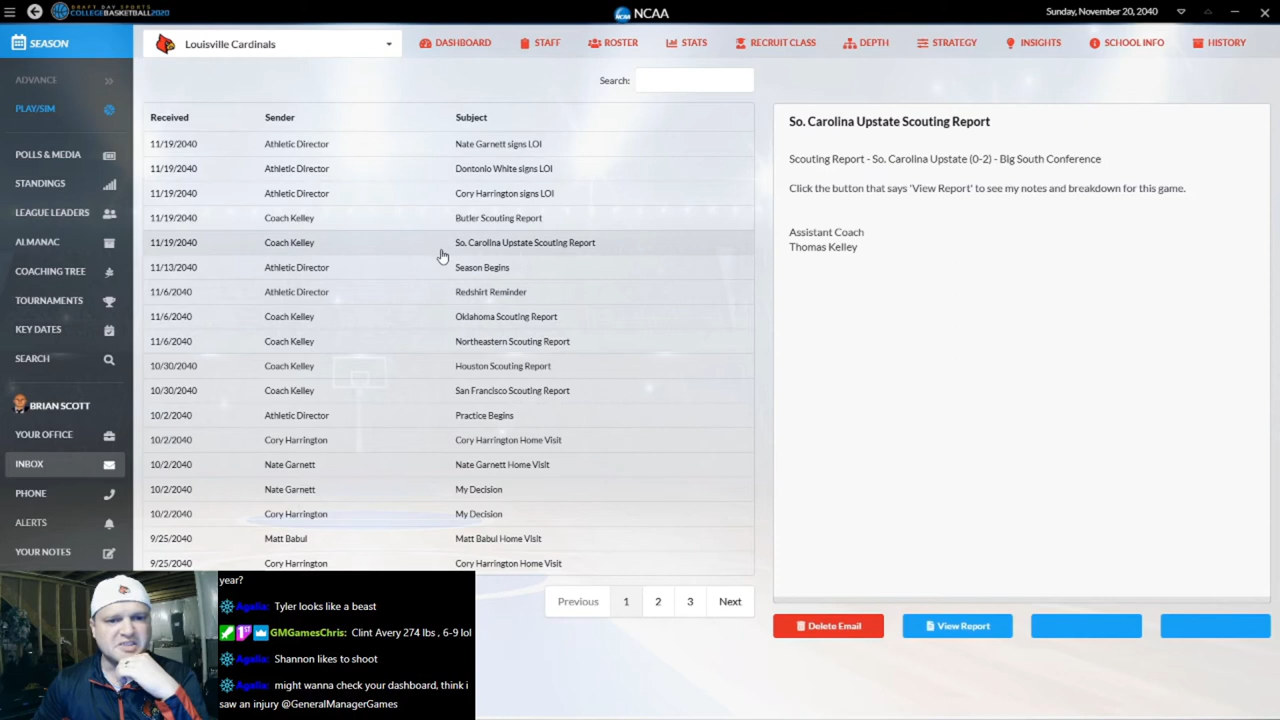 DRAFT DAY SPORTS
COLLEGE BASKETBALL 2020
NCAA
Sunday, November 20, 2040
SEASON
Louisville Cardinals
DASHBOARD
STAFF
ROSTER
STATS
RECRUIT CLASS
DEPTH
STRATEGY
INSIGHTS
SCHOOL INFO
HISTORY
ADVANCE
PLAY/SIM
POLLS & MEDIA
STANDINGS
LEAGUE LEADERS
ALMANAC
COACHING TREE
TOURNAMENTS
KEY DATES
SEARCH
BRIAN SCOTT
YOUR OFFICE
INBOX
PHONE
ALERTS
YOUR NOTES
Search:
Received Sender Subject
11/19/2040 Athletic Director Nate Garnett signs LOI
11/19/2040 Athletic Director Dontonio White signs LOI
11/19/2040 Athletic Director Cory Harrington signs LOI
11/19/2040 Coach Kelley Butler Scouting Report
11/19/2040 Coach Kelley So. Carolina Upstate Scouting Report
11/13/2040 Athletic Director Season Begins
11/6/2040 Athletic Director Redshirt Reminder
11/6/2040 Coach Kelley Oklahoma Scouting Report
11/6/2040 Coach Kelley Northeastern Scouting Report
10/30/2040 Coach Kelley Houston Scouting Report
10/30/2040 Coach Kelley San Francisco Scouting Report
10/2/2040 Athletic Director Practice Begins
10/2/2040 Cory Harrington Cory Harrington Home Visit
10/2/2040 Nate Garnett Nate Garnett Home Visit
10/2/2040 Nate Garnett My Decision
10/2/2040 Cory Harrington My Decision
9/25/2040 Matt Babul Matt Babul Home Visit
9/25/2040 Cory Harrington Cory Harrington Home Visit
Previous 1 2 3 Next
So. Carolina Upstate Scouting Report
Scouting Report - So. Carolina Upstate (0-2) - Big South Conference
Click the button that says 'View Report' to see my notes and breakdown for this game.
Assistant Coach
Thomas Kelley
Delete Email
View Report
year?
Agalia: Tyler looks like a beast
GMGamesChris: Clint Avery 274 lbs , 6-9 lol
Agalia: Shannon likes to shoot
Agalia: might wanna check your dashboard, think i
saw an injury @GeneralManagerGames